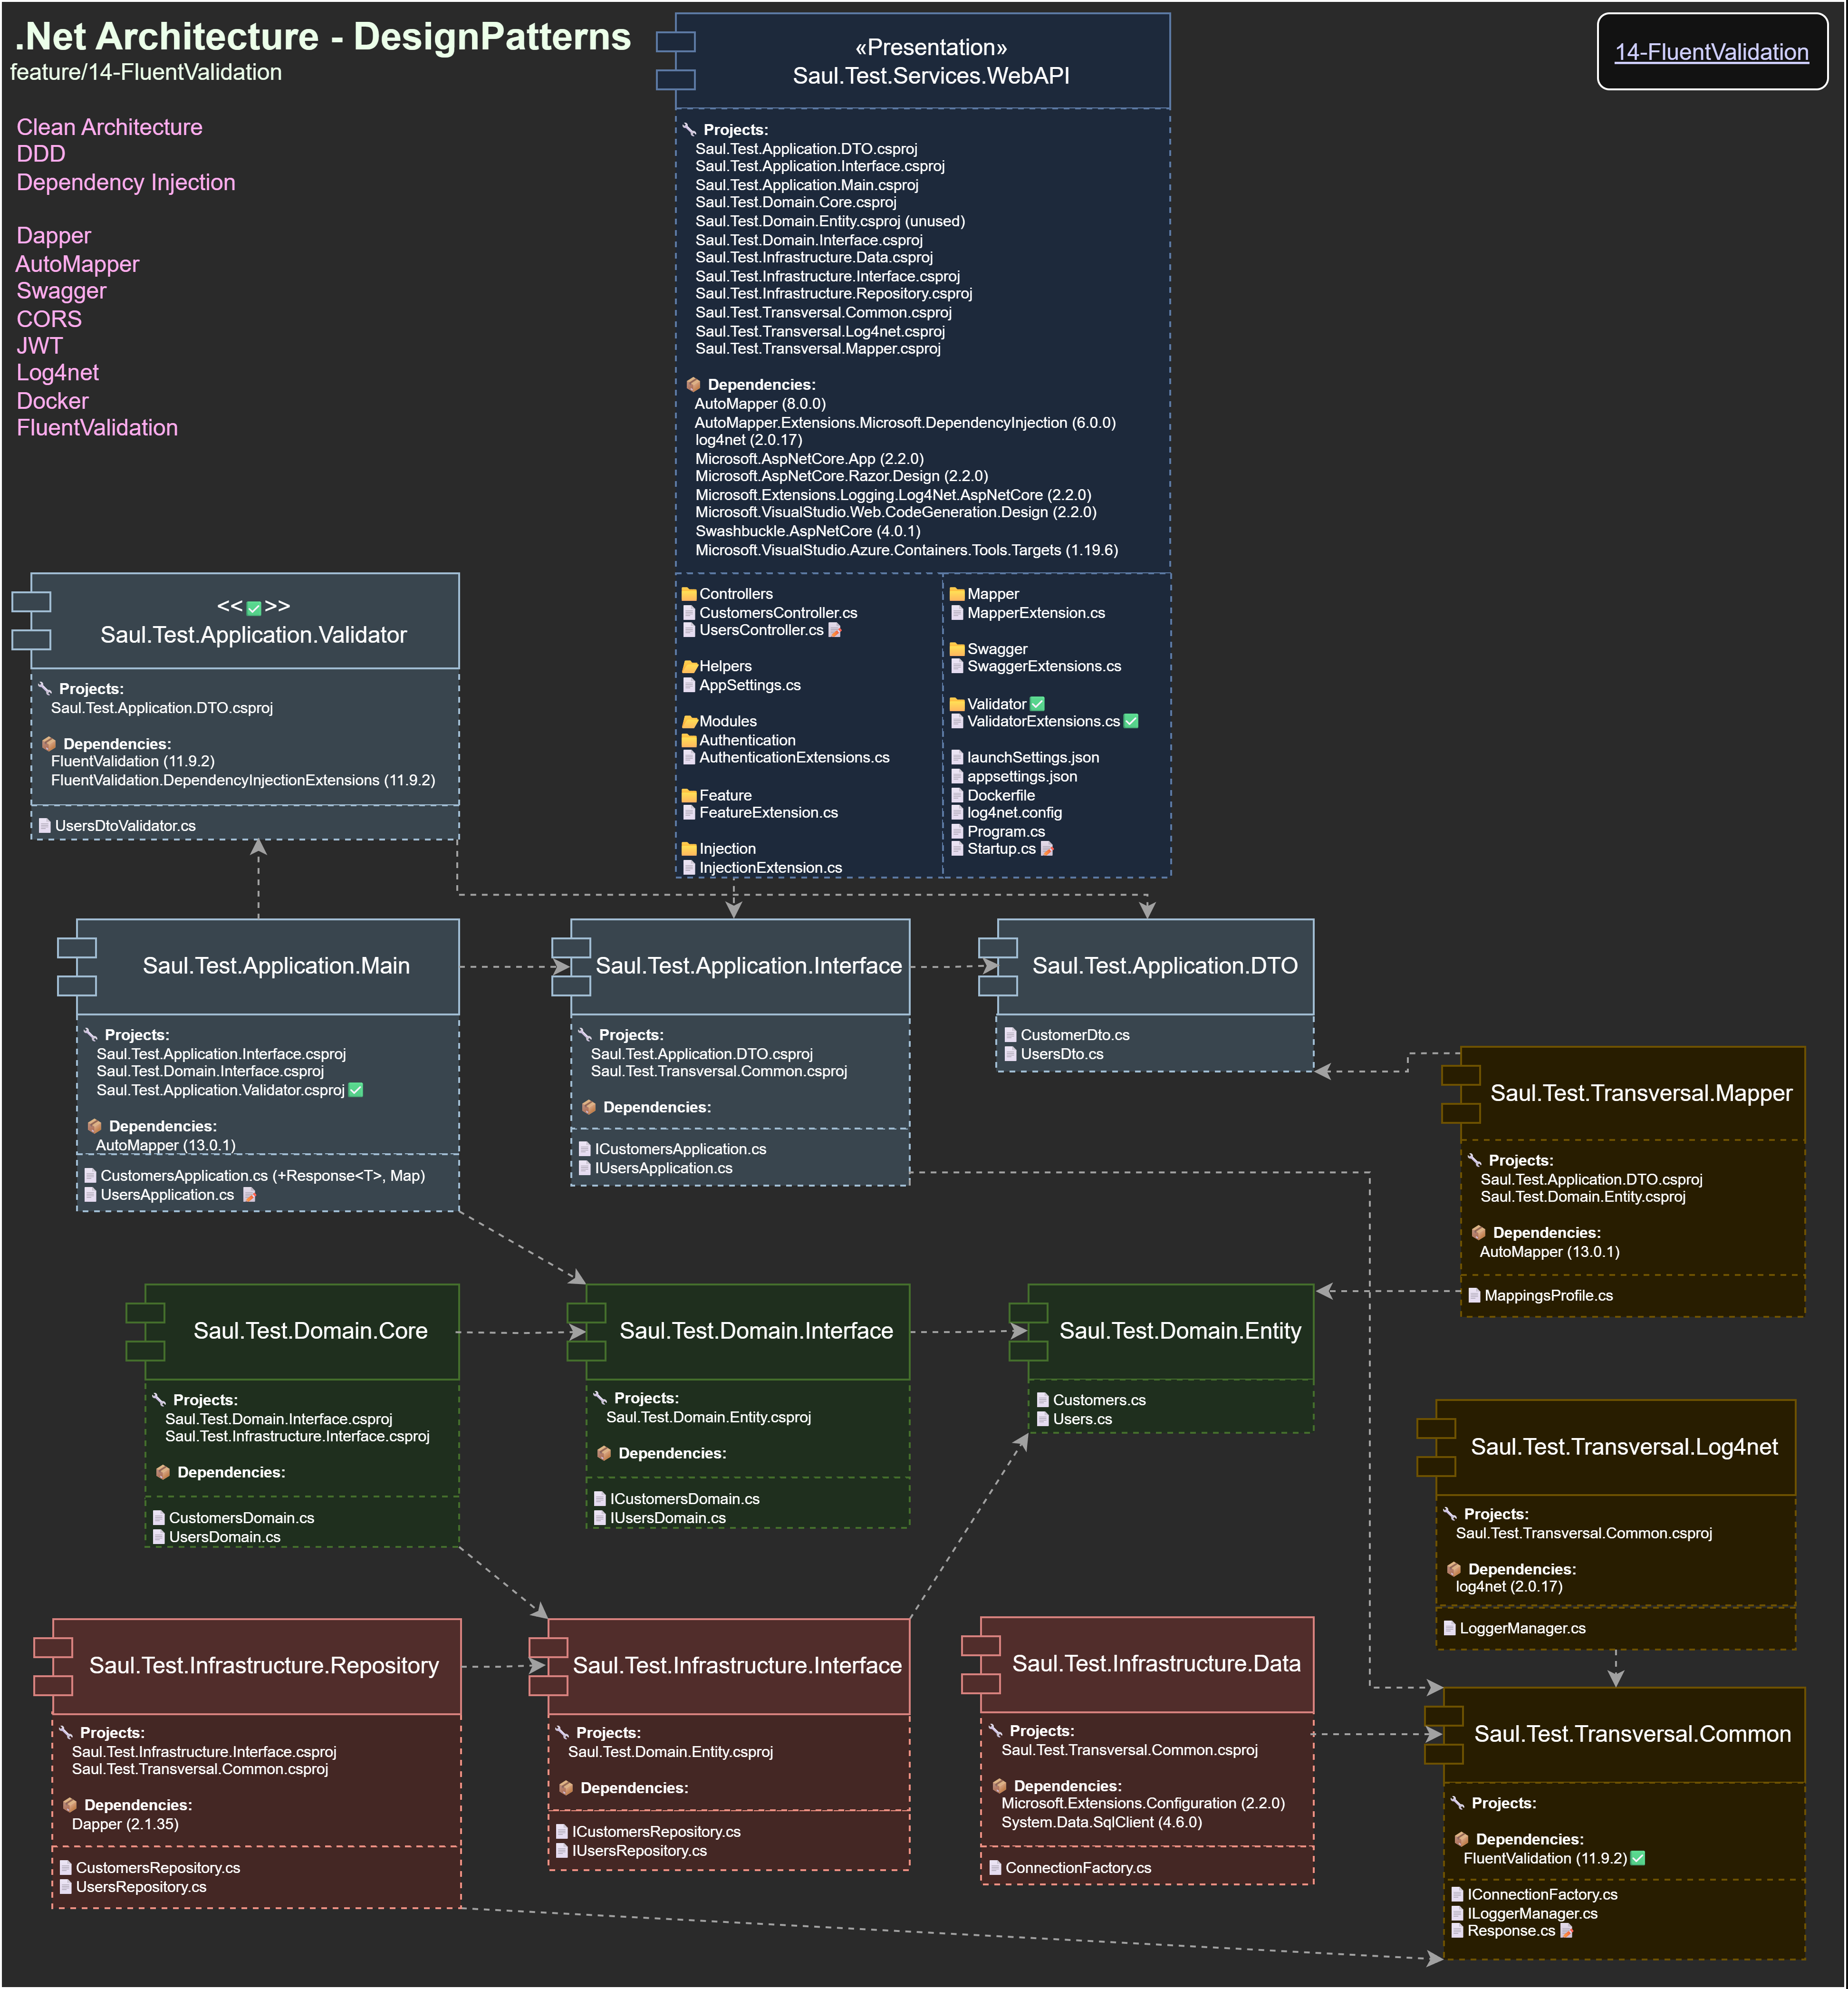 .Net Architecture - DesignPatterns
feature/14-FluentValidation
Clean Architecture
DDD
Dependency Injection
Dapper
AutoMapper
Swagger
CORS
JWT
Log4net
Docker
FluentValidation
14-FluentValidation
«Presentation»
Saul.Test.Services.WebAPI
Projects:
Saul.Test.Application.DTO.csproj
Saul.Test.Application.Interface.csproj
Saul.Test.Application.Main.csproj
Saul.Test.Domain.Core.csproj
Saul.Test.Domain.Entity.csproj (unused)
Saul.Test.Domain.Interface.csproj
Saul.Test.Infrastructure.Data.csproj
Saul.Test.Infrastructure.Interface.csproj
Saul.Test.Infrastructure.Repository.csproj
Saul.Test.Transversal.Common.csproj
Saul.Test.Transversal.Log4net.csproj
Saul.Test.Transversal.Mapper.csproj
Dependencies:
AutoMapper (8.0.0)
AutoMapper.Extensions.Microsoft.DependencyInjection (6.0.0)
log4net (2.0.17)
Microsoft.AspNetCore.App (2.2.0)
Microsoft.AspNetCore.Razor.Design (2.2.0)
Microsoft.Extensions.Logging.Log4Net.AspNetCore (2.2.0)
Microsoft.VisualStudio.Web.CodeGeneration.Design (2.2.0)
Swashbuckle.AspNetCore (4.0.1)
Microsoft.VisualStudio.Azure.Containers.Tools.Targets (1.19.6)
Controllers
CustomersController.cs
UsersController.cs
Helpers
AppSettings.cs
Modules
Authentication
AuthenticationExtensions.cs
Feature
FeatureExtension.cs
Injection
InjectionExtension.cs
Mapper
MapperExtension.cs
Swagger
SwaggerExtensions.cs
Validator
ValidatorExtensions.cs
launchSettings.json
appsettings.json
Dockerfile
log4net.config
Program.cs
Startup.cs
<<✅>>
Saul.Test.Application.Validator
Projects:
Saul.Test.Application.DTO.csproj
Dependencies:
FluentValidation (11.9.2)
FluentValidation.DependencyInjectionExtensions (11.9.2)
UsersDtoValidator.cs
Saul.Test.Application.Main
Projects:
Saul.Test.Application.Interface.csproj
Saul.Test.Domain.Interface.csproj
Saul.Test.Application.Validator.csproj
Dependencies:
AutoMapper (13.0.1)
CustomersApplication.cs (+Response<T>, Map)
UsersApplication.cs
Saul.Test.Application.Interface
Projects:
Saul.Test.Application.DTO.csproj
Saul.Test.Transversal.Common.csproj
Dependencies:
ICustomersApplication.cs
IUsersApplication.cs
Saul.Test.Application.DTO
CustomerDto.cs
UsersDto.cs
Saul.Test.Transversal.Mapper
Projects:
Saul.Test.Application.DTO.csproj
Saul.Test.Domain.Entity.csproj
Dependencies:
AutoMapper (13.0.1)
MappingsProfile.cs
Saul.Test.Domain.Core
Projects:
Saul.Test.Domain.Interface.csproj
Saul.Test.Infrastructure.Interface.csproj
Dependencies:
CustomersDomain.cs
UsersDomain.cs
Saul.Test.Domain.Interface
Projects:
Saul.Test.Domain.Entity.csproj
Dependencies:
ICustomersDomain.cs
IUsersDomain.cs
Saul.Test.Domain.Entity
Customers.cs
Users.cs
Saul.Test.Transversal.Log4net
Projects:
Saul.Test.Transversal.Common.csproj
Dependencies:
log4net (2.0.17)
LoggerManager.cs
Saul.Test.Infrastructure.Repository
Projects:
Saul.Test.Infrastructure.Interface.csproj
Saul.Test.Transversal.Common.csproj
Dependencies:
Dapper (2.1.35)
CustomersRepository.cs
UsersRepository.cs
Saul.Test.Infrastructure.Interface
Projects:
Saul.Test.Domain.Entity.csproj
Dependencies:
ICustomersRepository.cs
IUsersRepository.cs
Saul.Test.Infrastructure.Data
Projects:
Saul.Test.Transversal.Common.csproj
Dependencies:
Microsoft.Extensions.Configuration (2.2.0)
System.Data.SqlClient (4.6.0)
ConnectionFactory.cs
Saul.Test.Transversal.Common
Projects:
Dependencies:
FluentValidation (11.9.2)
IConnectionFactory.cs
ILoggerManager.cs
Response.cs